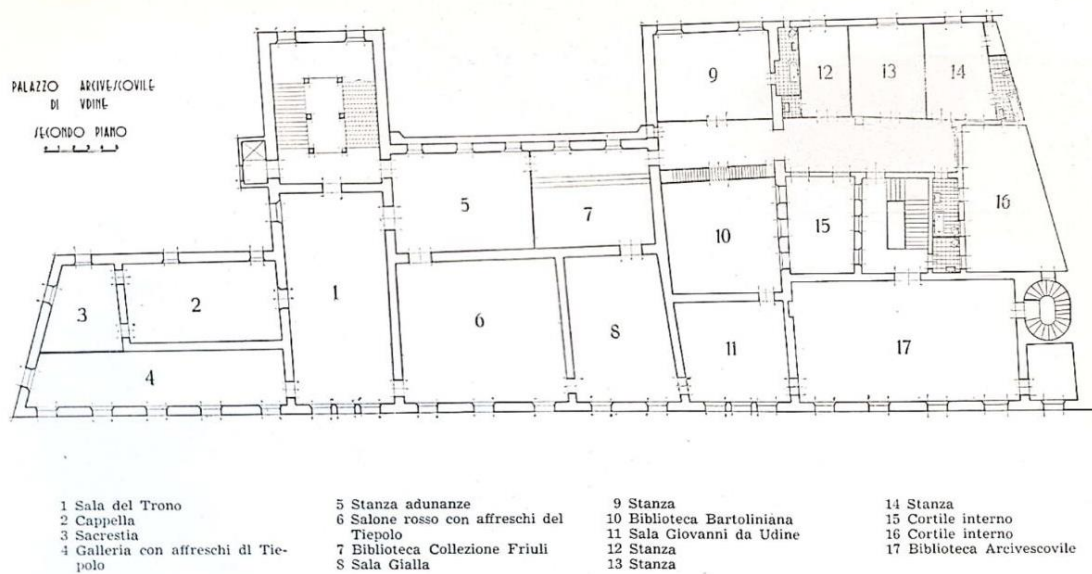 PALAZZO ARCIVESCOVILE
DI VDINE
SECONDO PIANO
1
2
3
4
5
6
7
8
9
10
11
12
13
14
15
16
17
1 Sala del Trono
2 Cappella
3 Sacrestia
4 Galleria con affreschi di Tie-
polo
5 Stanza adunanze
6 Salone rosso con affreschi del
Tiepolo
7 Biblioteca Collezione Friuli
8 Sala Gialla
9 Stanza
10 Biblioteca Bartoliniana
11 Sala Giovanni da Udine
12 Stanza
13 Stanza
14 Stanza
15 Cortile interno
16 Cortile interno
17 Biblioteca Arcivescovile